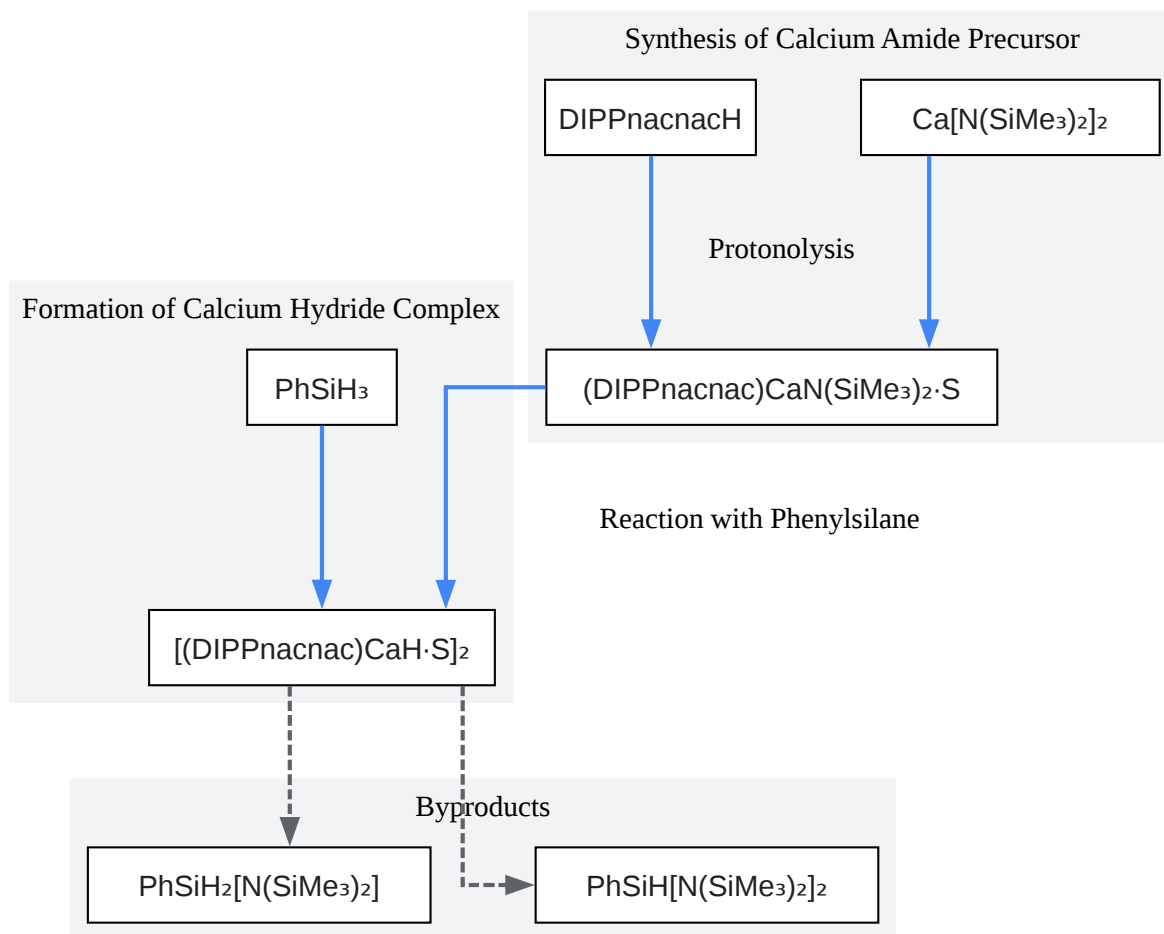 Synthesis of Calcium Amide Precursor
DIPPnacnacH
Ca[N(SiMe₃)₂]₂
Protonolysis
Formation of Calcium Hydride Complex
PhSiH₃
(DIPPnacnac)CaN(SiMe₃)₂·S
Reaction with Phenylsilane
[(DIPPnacnac)CaH·S]₂
Byproducts
PhSiH₂[N(SiMe₃)₂]
PhSiH[N(SiMe₃)₂]₂